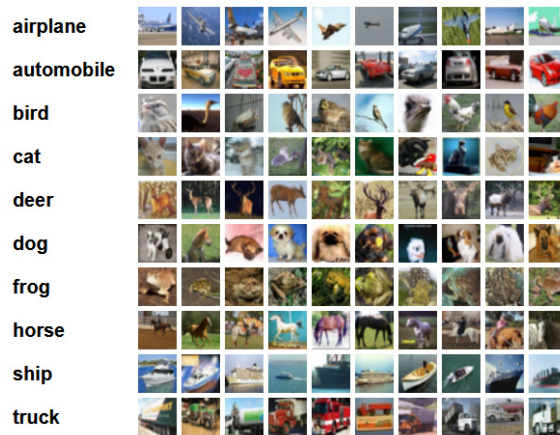 airplane
automobile
bird
cat
deer
dog
frog
horse
ship
truck